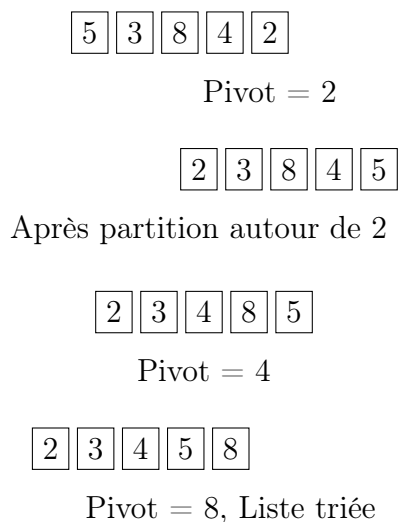 5 3 8 4 2
Pivot = 2
2 3 8 4 5
Après partition autour de 2
2 3 4 8 5
Pivot = 4
2 3 4 5 8
Pivot = 8, Liste triée